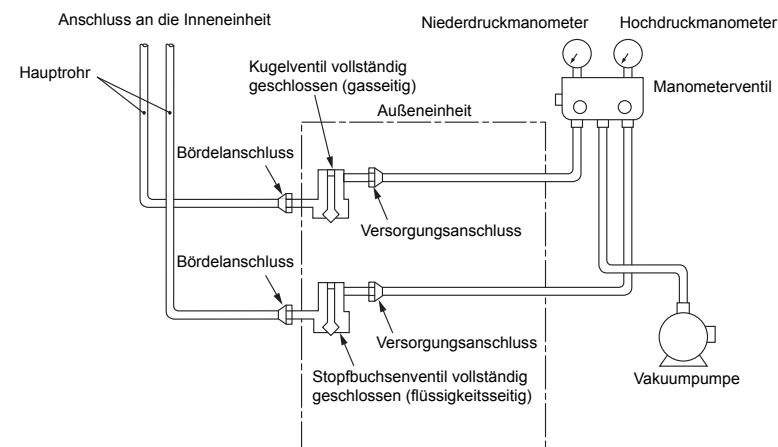 Anschluss an die Inneneinheit
Niederdruckmanometer
Hochdruckmanometer
Hauptrohr
Kugelventil vollständig
geschlossen (gasseitig)
Manometerventil
Außeneinheit
Bördelanschluss
Versorgungsanschluss
Bördelanschluss
Versorgungsanschluss
Stopfbuchsenventil vollständig
geschlossen (flüssigkeitsseitig)
Vakuumpumpe